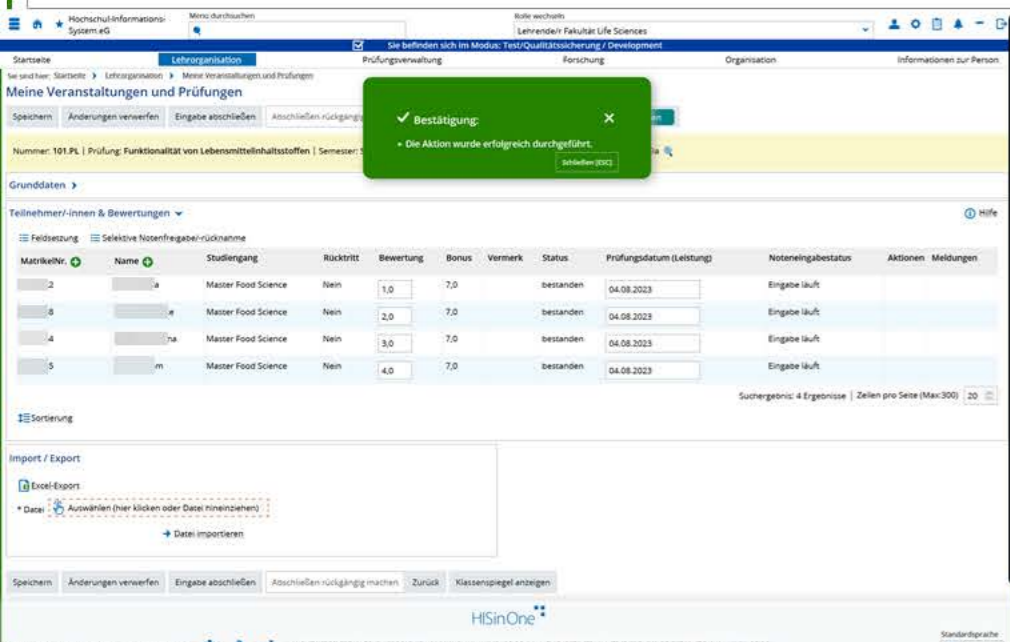 Hochschul-Informations-
System eG
Menü durchsuchen
Rolle wechseln
Lehrende/r Fakultät Life Sciences
Sie befinden sich im Modus: Test/Qualitätssicherung / Development
Startseite Lehrorganisation Prüfungsverwaltung Forschung Organisation Informationen zur Person
Sie sind hier: Startseite Lehrorganisation Meine Veranstaltungen und Prüfungen
Meine Veranstaltungen und Prüfungen
Speichern Änderungen verwerfen Eingabe abschließen Abschließen rückgängig
Bestätigung:
Die Aktion wurde erfolgreich durchgeführt.
Schließen [ESC]
Nummer: 101.PL | Prüfung: Funktionalität von Lebensmittelinhaltsstoffen | Semester:
Grunddaten
Teilnehmer/-innen & Bewertungen Hilfe
Feldsetzung Selektive Notenfreigabe/-rücknahme
MatrikelNr. Name Studiengang Rücktritt Bewertung Bonus Vermerk Status Prüfungsdatum (Leistung) Noteneingabestatus Aktionen Meldungen
2 a Master Food Science Nein 1,0 7,0 bestanden 04.08.2023 Eingabe läuft
8 e Master Food Science Nein 2,0 7,0 bestanden 04.08.2023 Eingabe läuft
4 na Master Food Science Nein 3,0 7,0 bestanden 04.08.2023 Eingabe läuft
5 m Master Food Science Nein 4,0 7,0 bestanden 04.08.2023 Eingabe läuft
Suchergebnis: 4 Ergebnisse | Zeilen pro Seite (Max:300) 20
Sortierung
Import / Export
Excel-Export
* Datei Auswählen (hier klicken oder Datei hineinziehen)
Datei importieren
Speichern Änderungen verwerfen Eingabe abschließen Abschließen rückgängig machen Zurück Klassenspiegel anzeigen
HISinOne
Standardsprache